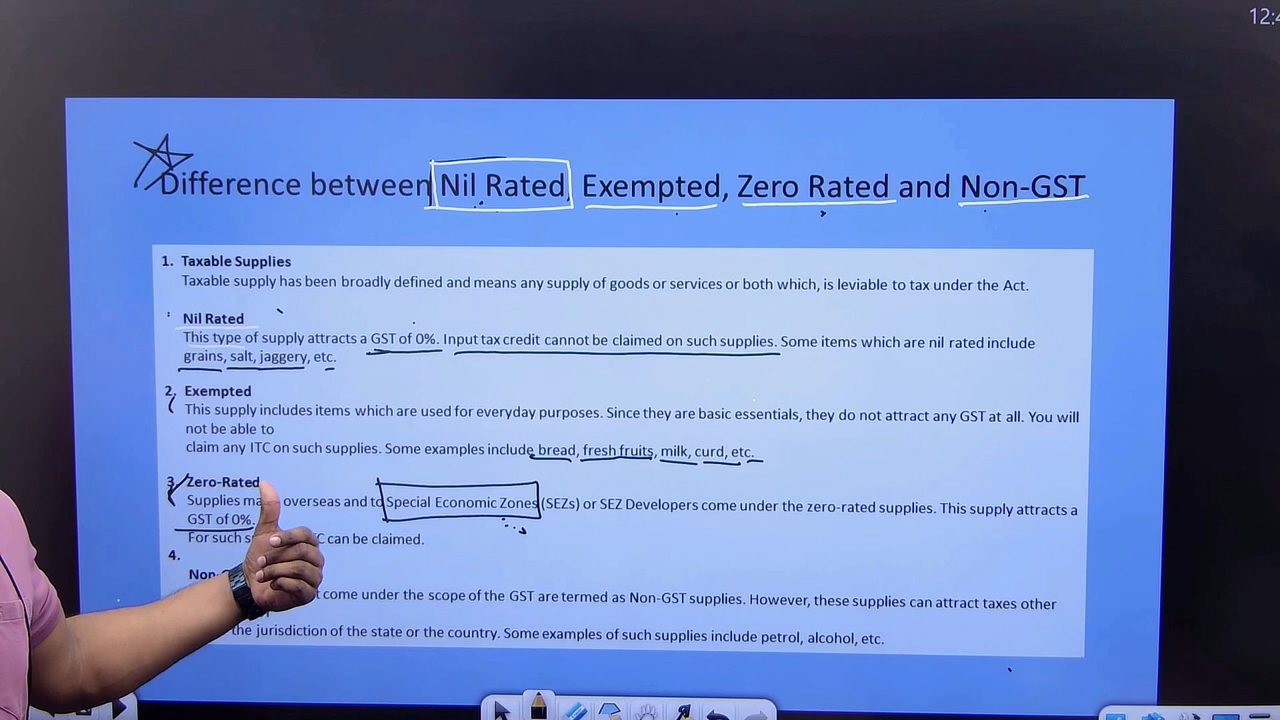 12:4
Difference between Nil Rated, Exempted, Zero Rated and Non-GST
1. Taxable Supplies
Taxable supply has been broadly defined and means any supply of goods or services or both which, is leviable to tax under the Act.
Nil Rated
This type of supply attracts a GST of 0%. Input tax credit cannot be claimed on such supplies. Some items which are nil rated include
grains, salt, jaggery, etc.
2. Exempted
This supply includes items which are used for everyday purposes. Since they are basic essentials, they do not attract any GST at all. You will
not be able to
claim any ITC on such supplies. Some examples include bread, fresh fruits, milk, curd, etc.
3. Zero-Rated
Supplies overseas and to Special Economic Zones (SEZs) or SEZ Developers come under the zero-rated supplies. This supply attracts a
GST of 0%.
For such can be claimed.
4.
come under the scope of the GST are termed as Non-GST supplies. However, these supplies can attract taxes other
the jurisdiction of the state or the country. Some examples of such supplies include petrol, alcohol, etc.